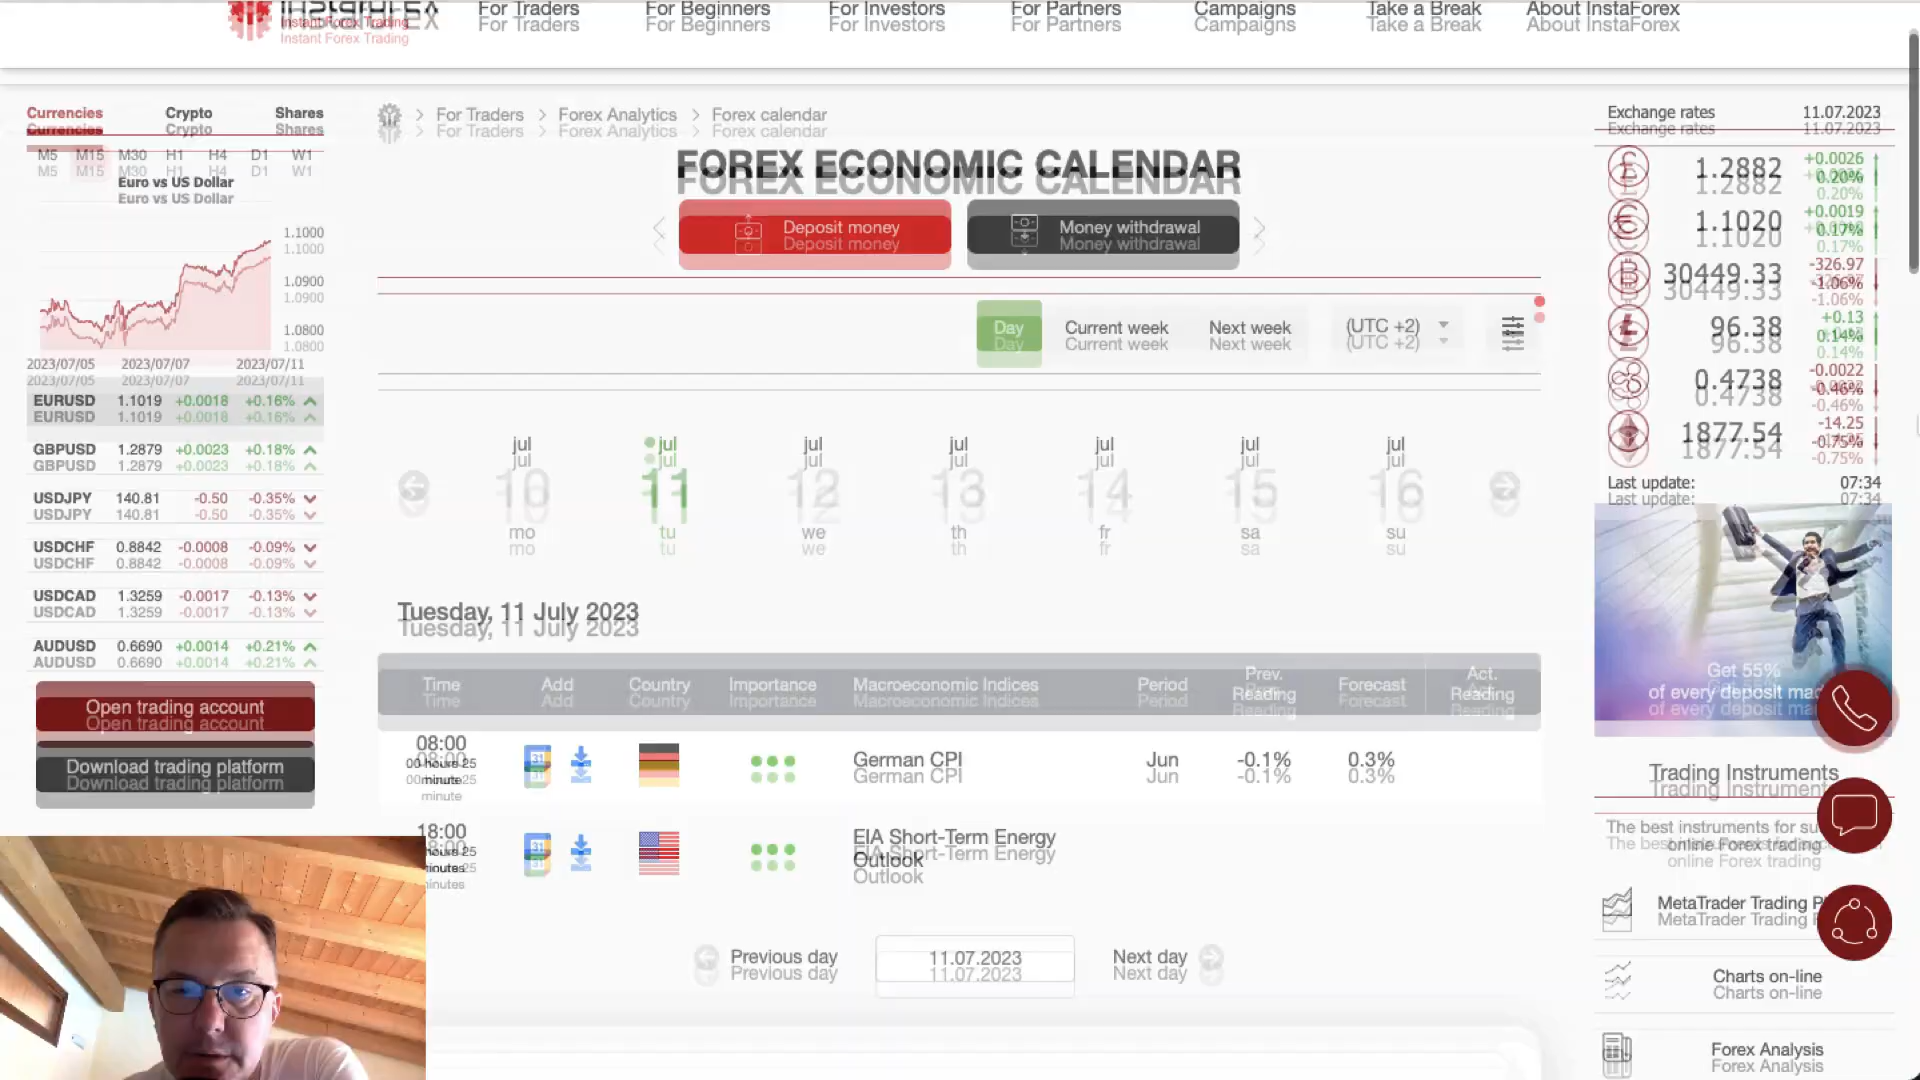 INSTAFOREX
Instant Forex Trading
For Traders
For Beginners
For Investors
For Partners
Campaigns
Take a Break
About InstaForex
Currencies
Crypto
Shares
M5 M15 M30 H1 H4 D1 W1
Euro vs US Dollar
1.1000
1.0900
1.0800
2023/07/05 2023/07/07 2023/07/11
EURUSD 1.1019 +0.0018 +0.16%
GBPUSD 1.2879 +0.0023 +0.18%
USDJPY 140.81 -0.50 -0.35%
USDCHF 0.8842 -0.0008 -0.09%
USDCAD 1.3259 -0.0017 -0.13%
AUDUSD 0.6690 +0.0014 +0.21%
Open trading account
Download trading platform
For Traders > Forex Analytics > Forex calendar
FOREX ECONOMIC CALENDAR
Deposit money
Money withdrawal
Day
Current week
Next week
(UTC +2)
jul jul jul jul jul jul jul
10 11 12 13 14 15 16
mo tu we th fr sa su
Tuesday, 11 July 2023
Time Add Country Importance Macroeconomic Indices Period Prev. Reading Forecast Act. Reading
08:00 German CPI Jun -0.1% 0.3%
00 hours 25
minute
18:00 EIA Short-Term Energy
Outlook
hours 25
minutes
Previous day
11.07.2023
Next day
Exchange rates 11.07.2023
1.2882 +0.0026 0.20%
1.1020 +0.0019 0.17%
30449.33 -326.97 -1.06%
96.38 +0.13 0.14%
0.4738 -0.0022 -0.46%
1877.54 -14.25 -0.75%
Last update: 07:34
Get 55%
of every deposit
Trading Instruments
The best instruments for
online Forex trading
MetaTrader Trading
Charts on-line
Forex Analysis